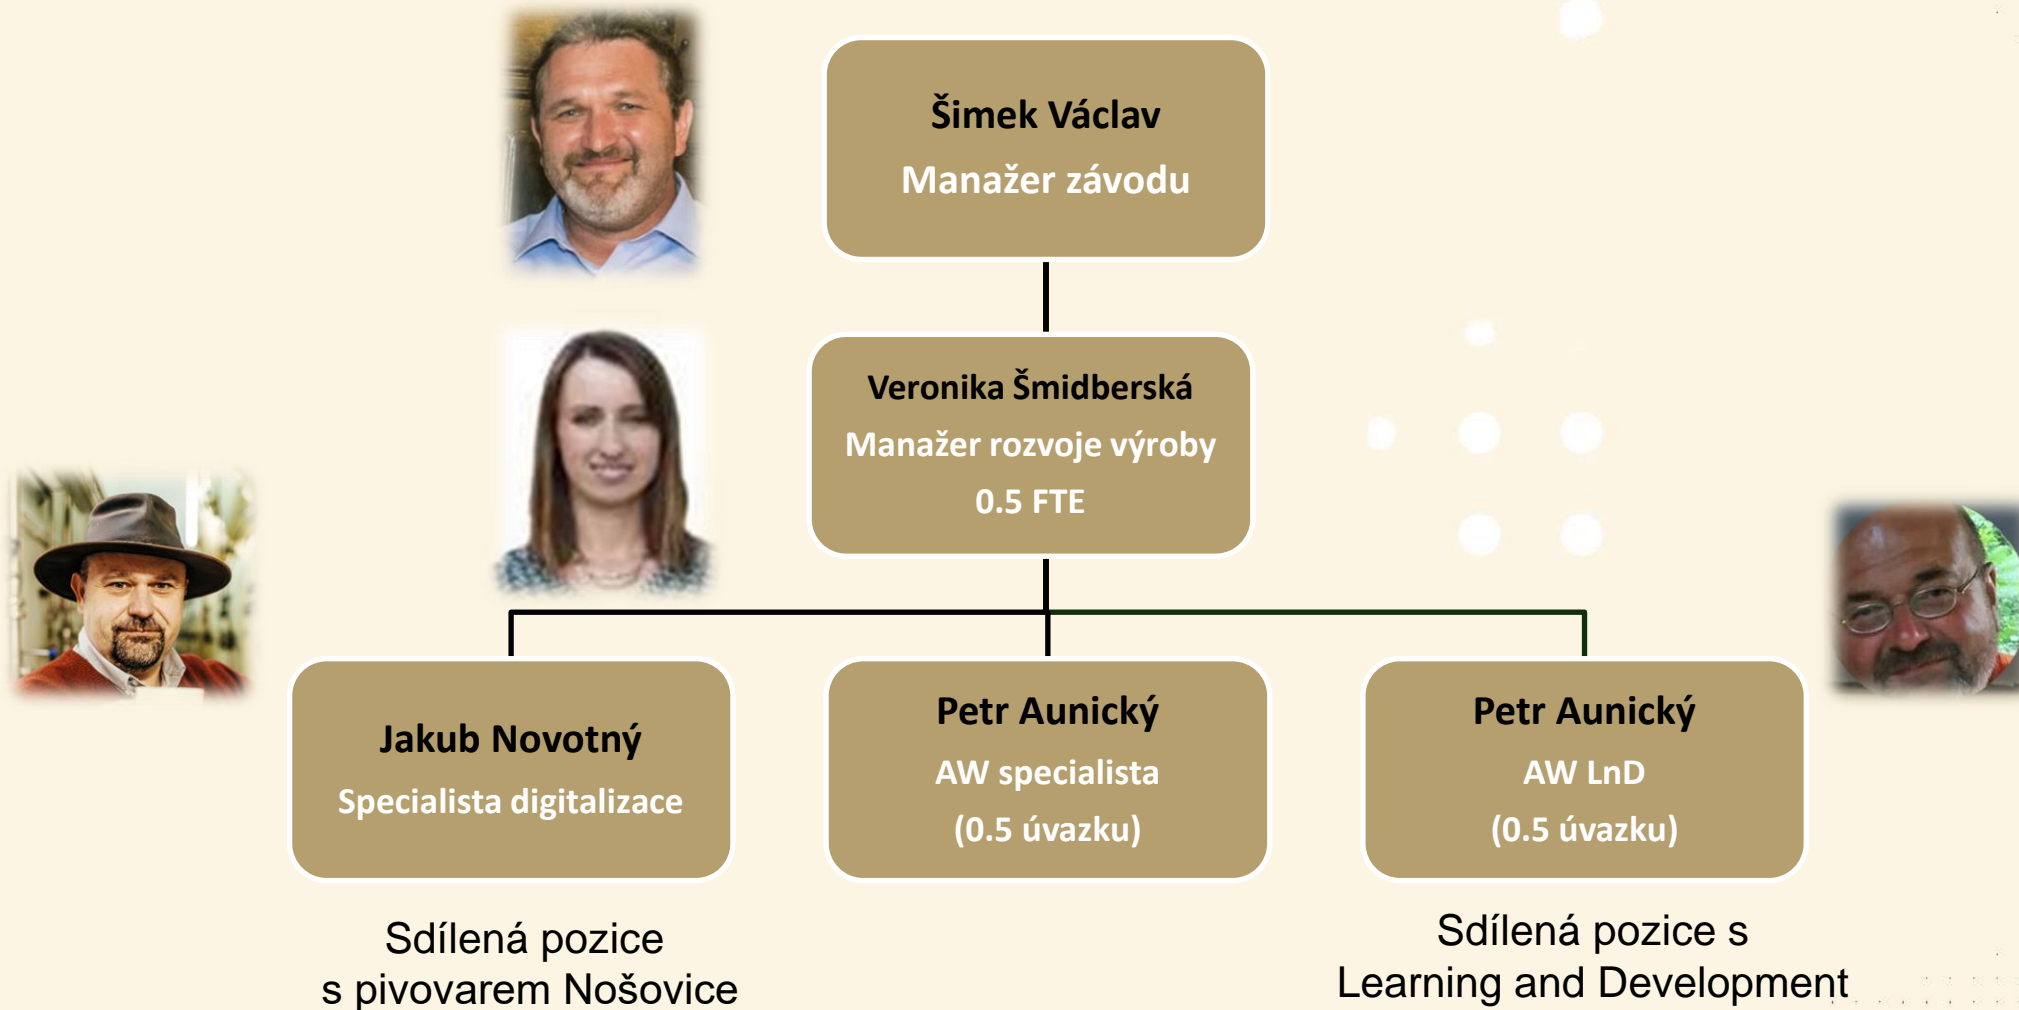 Šimek Václav
Manažer závodu
Veronika Šmidberská
Manažer rozvoje výroby
0.5 FTE
Jakub Novotný
Specialista digitalizace
Petr Aunický
AW specialista
(0.5 úvazku)
Petr Aunický
AW LnD
(0.5 úvazku)
Sdílená pozice
s pivovarem Nošovice
Sdílená pozice s
Learning and Development